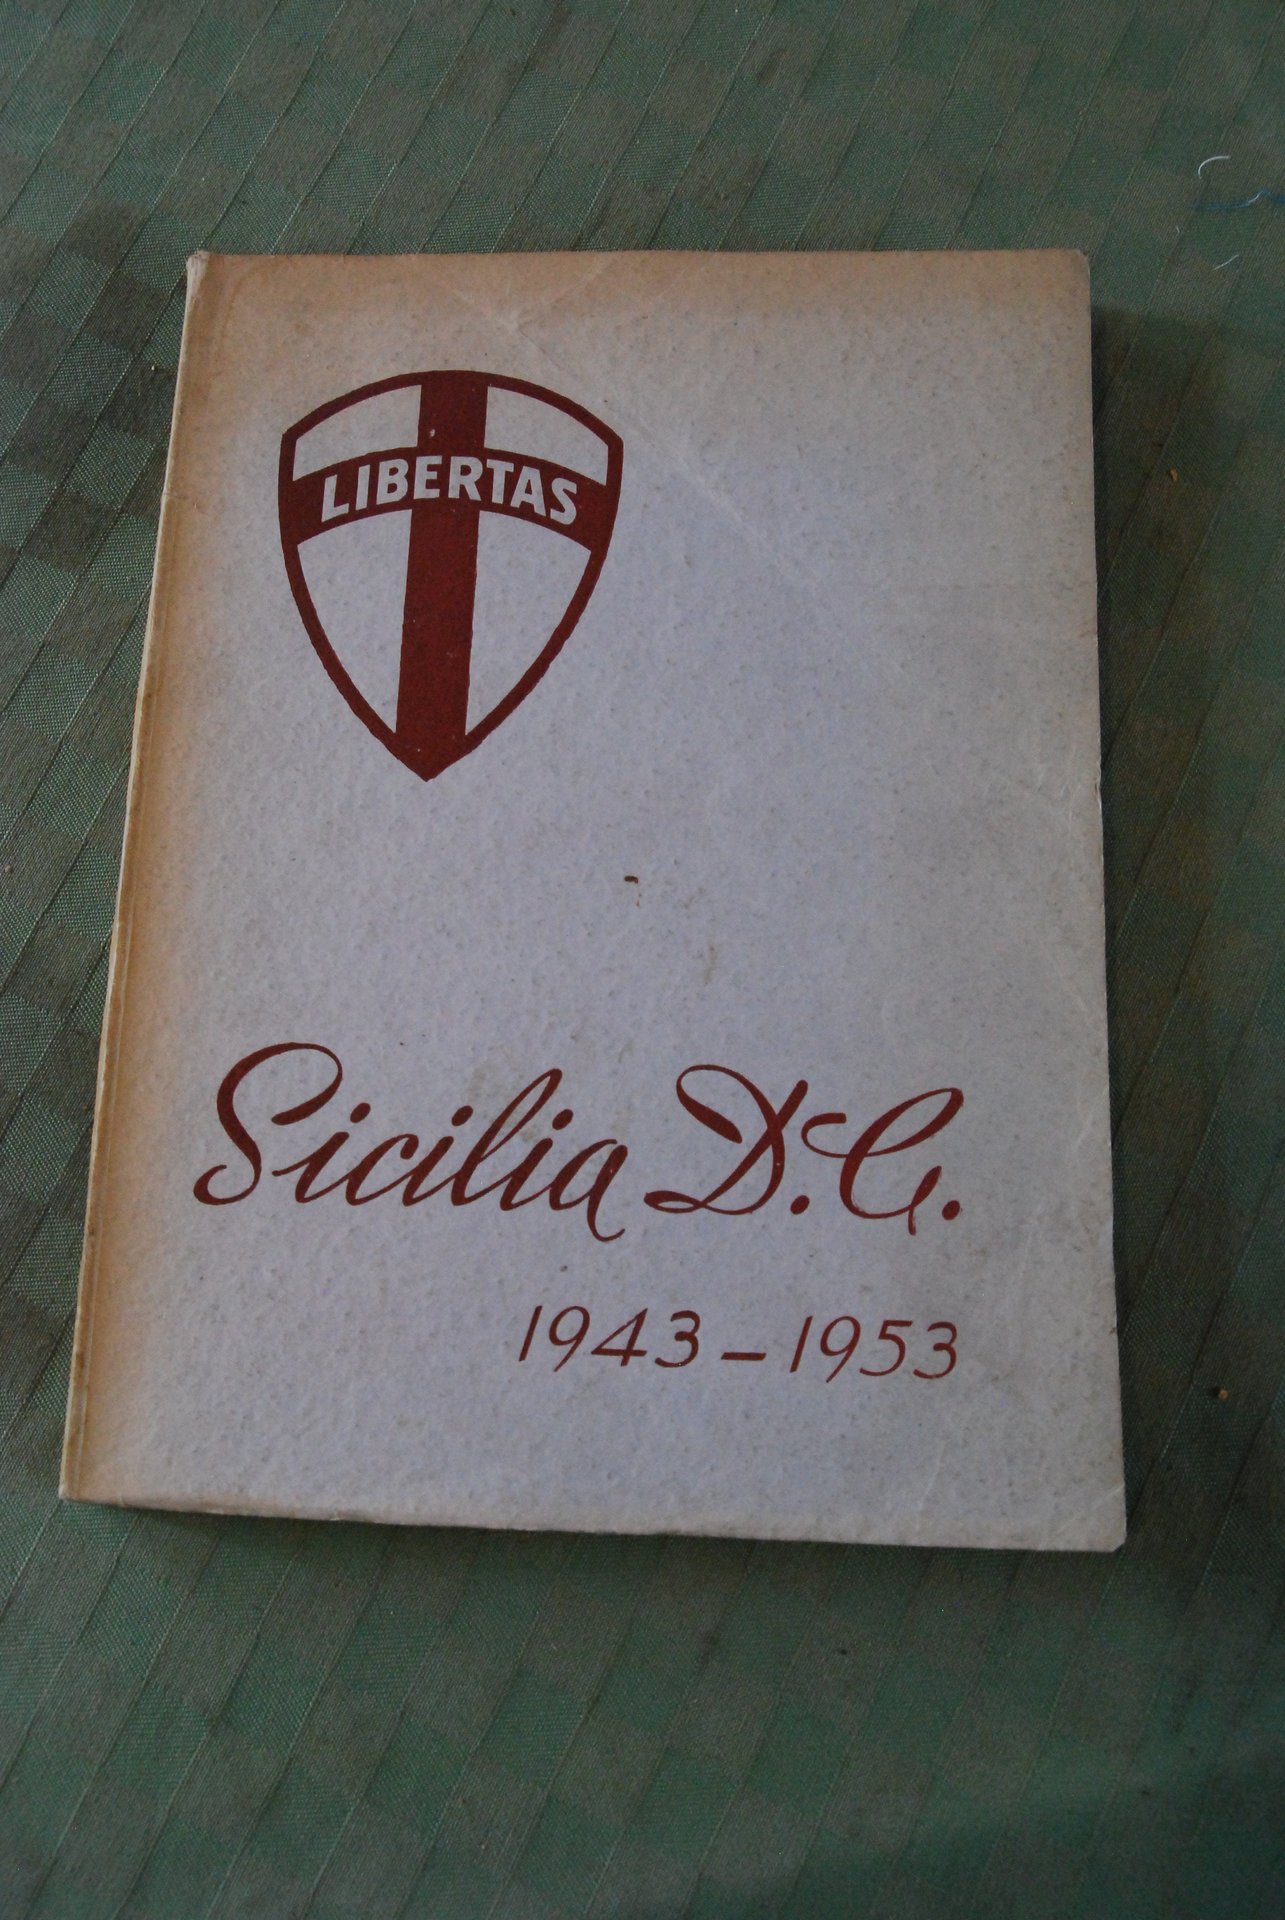 LIBERTAS
Sicilia D.C.
1943-1953